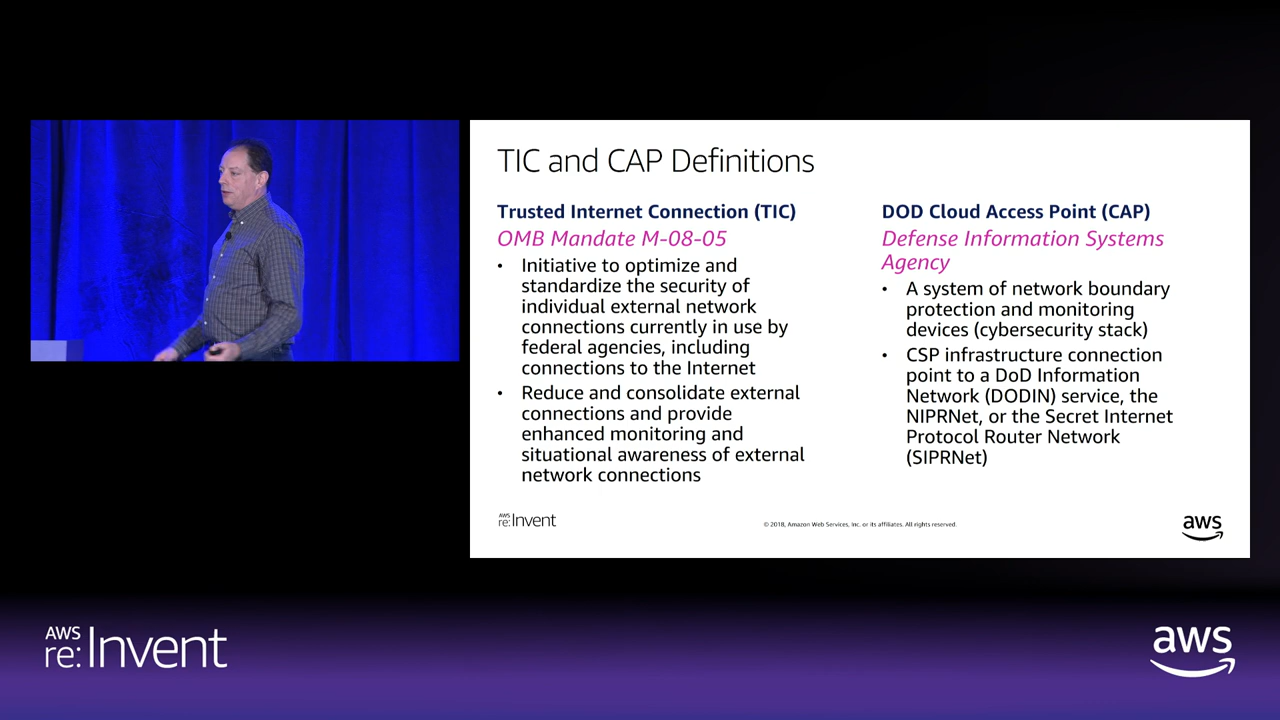 TIC and CAP Definitions
Trusted Internet Connection (TIC)
OMB Mandate M-08-05
• Initiative to optimize and
standardize the security of
individual external network
connections currently in use by
federal agencies, including
connections to the Internet
• Reduce and consolidate external
connections and provide
enhanced monitoring and
situational awareness of external
network connections
DOD Cloud Access Point (CAP)
Defense Information Systems
Agency
• A system of network boundary
protection and monitoring
devices (cybersecurity stack)
• CSP infrastructure connection
point to a DoD Information
Network (DODIN) service, the
NIPRNet, or the Secret Internet
Protocol Router Network
(SIPRNet)
AWS
re:Invent
© 2018, Amazon Web Services, Inc. or its affiliates. All rights reserved.
aws
AWS
re:Invent
aws